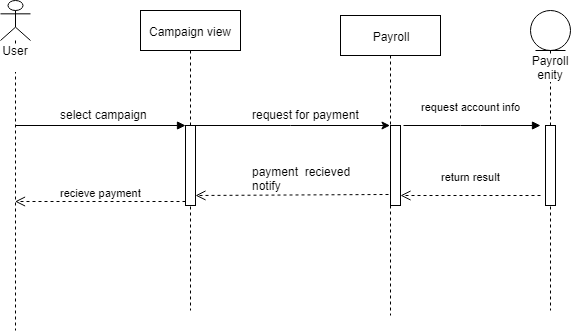 User
Campaign view
Payroll
Payroll
enity
select campaign
request for payment
request account info
payment  recieved
notify
return result
recieve payment